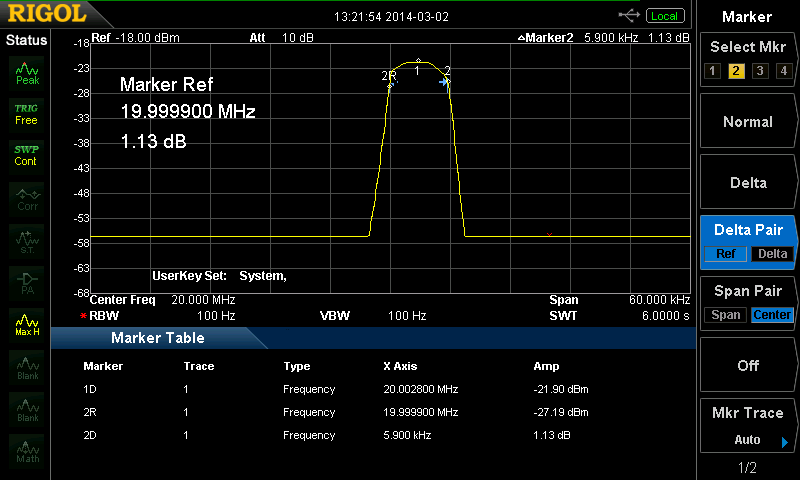 RIGOL
13:21:54 2014-03-02
Local
Status
Peak
TRIG
Free
SWP
Cont
Corr
S.T.
PA
Max H
Blank
Blank
Math
Ref -18.00 dBm
Att 10 dB
Marker2 5.900 kHz 1.13 dB
-18
-23
-28
-33
-38
-43
-48
-53
-58
-68
2R
1
2
Marker Ref
19.999900 MHz
1.13 dB
UserKey Set: System,
Center Freq 20.000 MHz
Span 60.000 kHz
*RBW 100 Hz
VBW 100 Hz
SWT 6.0000 s
Marker Table
Marker Trace Type X Axis Amp
1D 1 Frequency 20.002800 MHz -21.90 dBm
2R 1 Frequency 19.999900 MHz -27.19 dBm
2D 1 Frequency 5.900 kHz 1.13 dB
Marker
Select Mkr
1 2 3 4
Normal
Delta
Delta Pair
Ref Delta
Span Pair
Span Center
Off
Mkr Trace
Auto
1/2